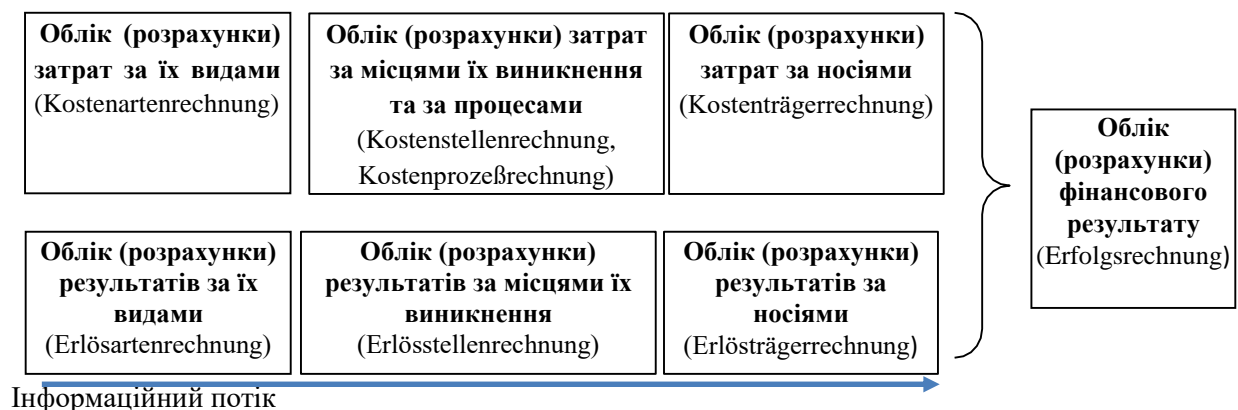 Облік (розрахунки)
затрат за їх видами
(Kostenartenrechnung)
Облік (розрахунки) затрат
за місцями їх виникнення
та за процесами
(Kostenstellenrechnung,
Kostenprozeßrechnung)
Облік (розрахунки)
затрат за носіями
(Kostenträgerrechnung)
Облік
(розрахунки)
фінансового
результату
(Erfolgsrechnung)
Облік (розрахунки)
результатів за їх
видами
(Erlösartenrechnung)
Облік (розрахунки)
результатів за місцями їх
виникнення
(Erlösstellenrechnung)
Облік (розрахунки)
результатів за
носіями
(Erlösträgerrechnung)
Інформаційний потік